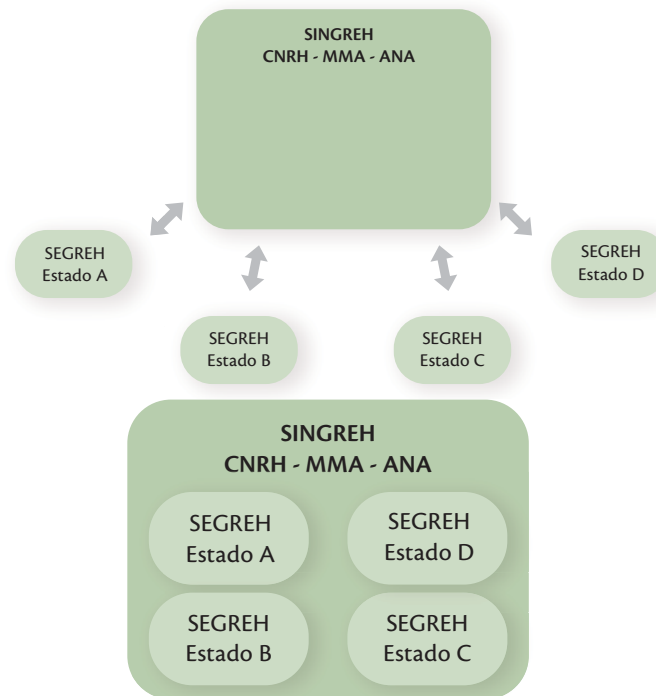 SINGREH
CNRH - MMA - ANA
SEGREH
Estado A
SEGREH
Estado D
SEGREH
Estado B
SEGREH
Estado C
SINGREH
CNRH - MMA - ANA
SEGREH
Estado A
SEGREH
Estado D
SEGREH
Estado B
SEGREH
Estado C